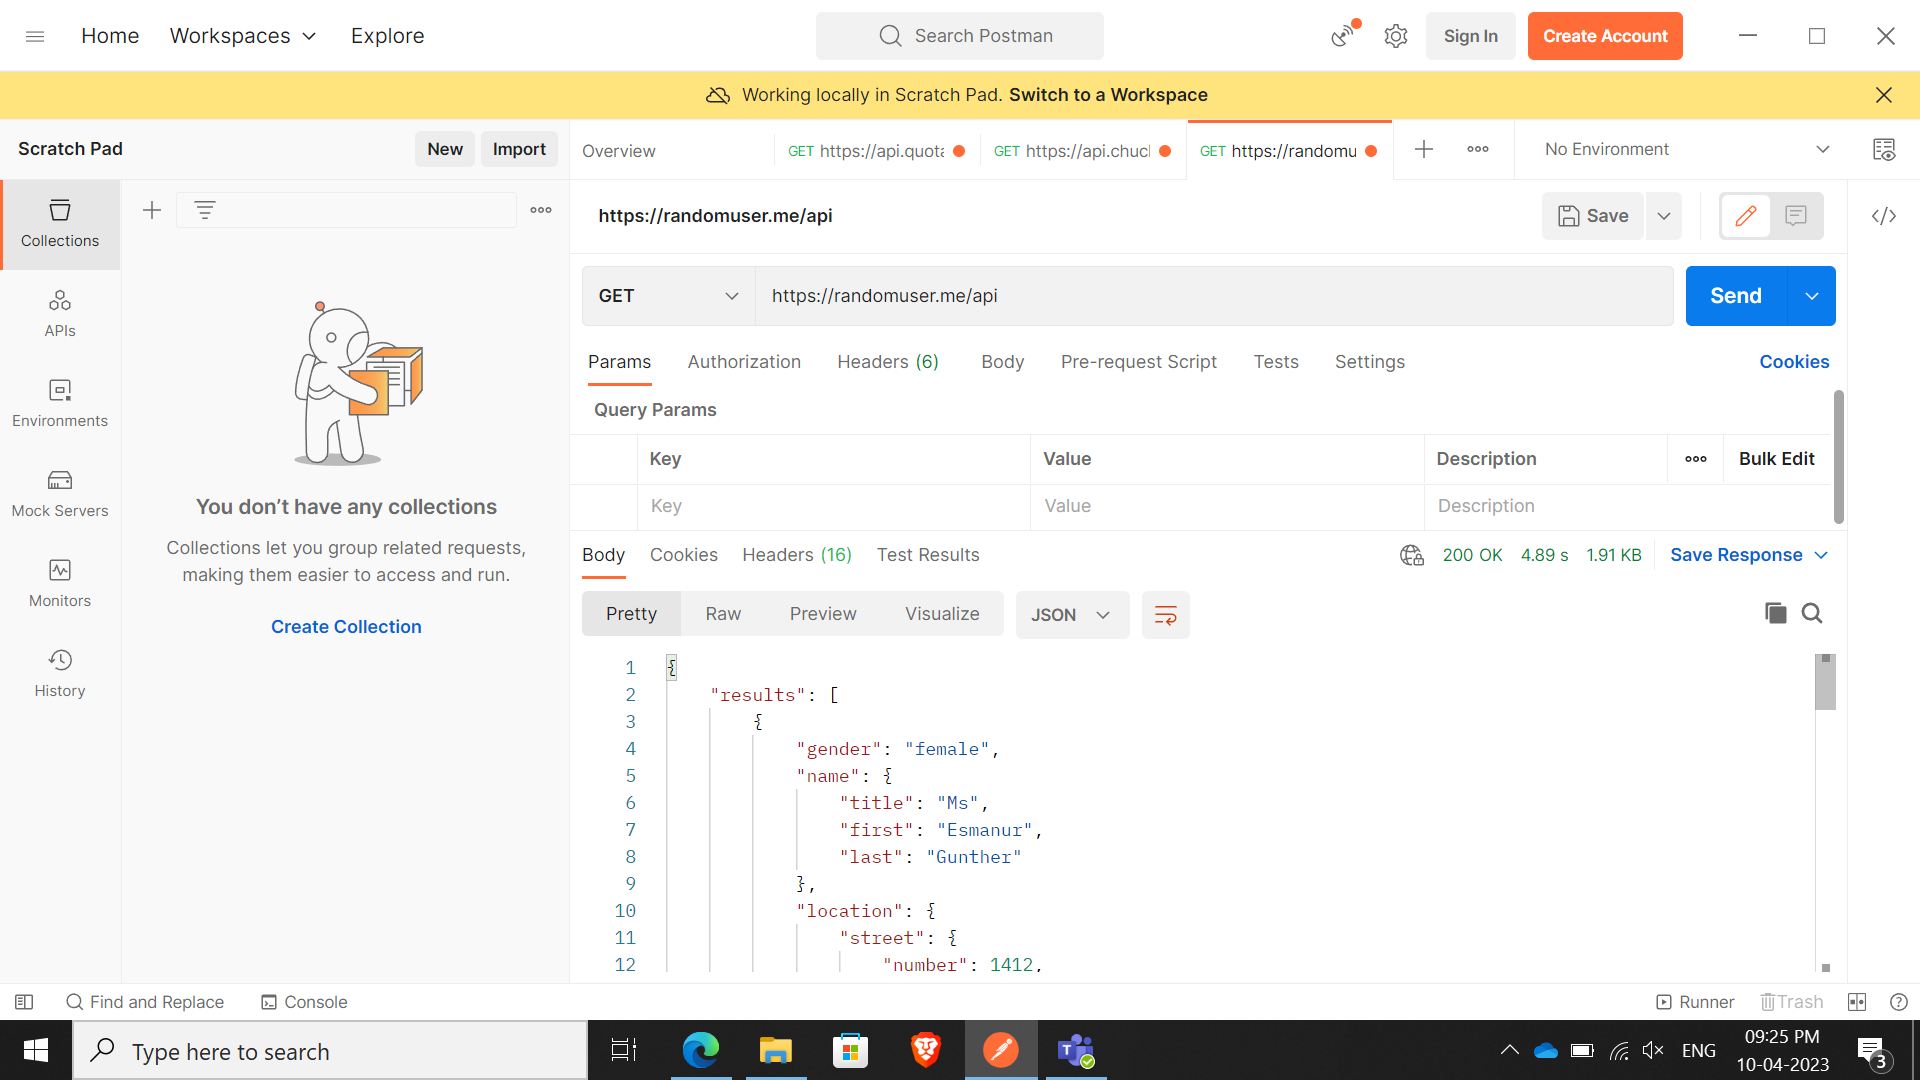 Home Workspaces Explore Search Postman Sign In Create Account
Working locally in Scratch Pad. Switch to a Workspace
Scratch Pad New Import Overview GET https://api.quota GET https://api.chucl GET https://randomu No Environment
https://randomuser.me/api Save
Collections
GET https://randomuser.me/api Send
APIs
Params Authorization Headers (6) Body Pre-request Script Tests Settings Cookies
Query Params
Environments
Key Value Description Bulk Edit
Key Value Description
Mock Servers
You don’t have any collections
Collections let you group related requests,
making them easier to access and run.
Create Collection
Monitors
History
Body Cookies Headers (16) Test Results 200 OK 4.89 s 1.91 KB Save Response
Pretty Raw Preview Visualize JSON
1 {
2 "results": [
3 {
4 "gender": "female",
5 "name": {
6 "title": "Ms",
7 "first": "Esmanur",
8 "last": "Gunther"
9 },
10 "location": {
11 "street": {
12 "number": 1412,
Find and Replace Console Runner Trash
Type here to search ENG 09:25 PM
10-04-2023 3